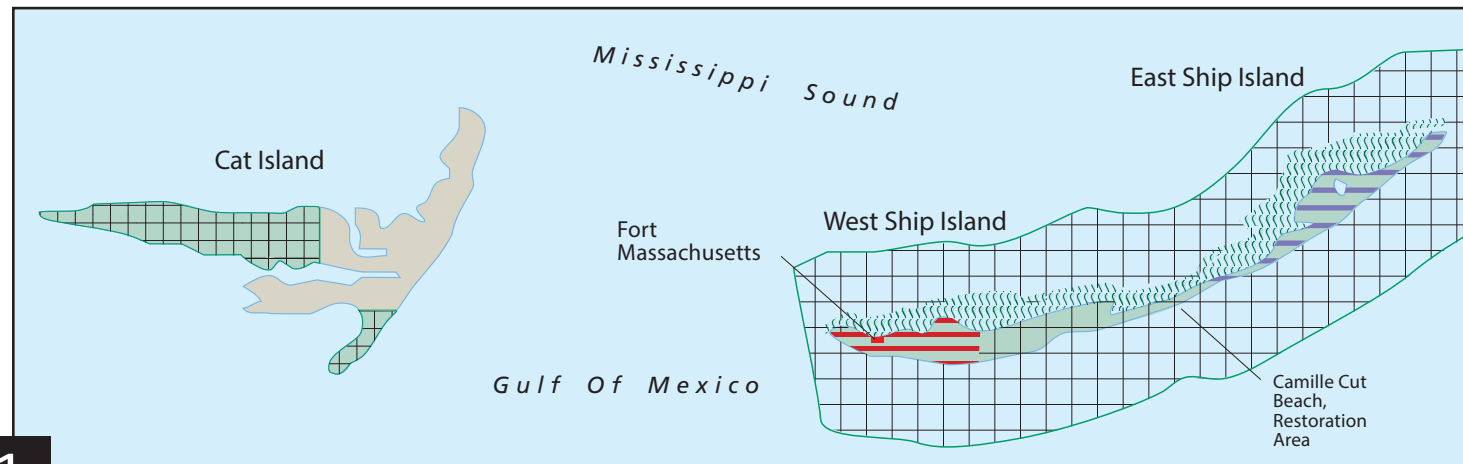 Mississippi Sound
East Ship Island
Cat Island
West Ship Island
Fort
Massachusetts
Gulf Of Mexico
Camille Cut
Beach,
Restoration
Area
1